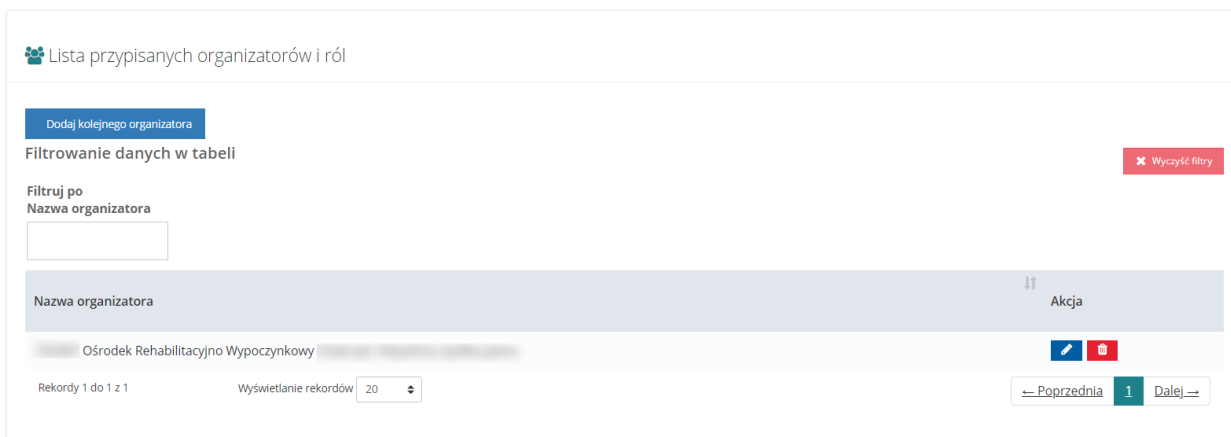 Lista przypisanych organizatorów i ról
Dodaj kolejnego organizatora
Filtrowanie danych w tabeli
Wyczyść filtry
Filtruj po
Nazwa organizatora
Nazwa organizatora
Akcja
Ośrodek Rehabilitacyjno Wypoczynkowy
Rekordy 1 do 1 z 1
Wyświetlanie rekordów 20
← Poprzednia 1 Dalej →